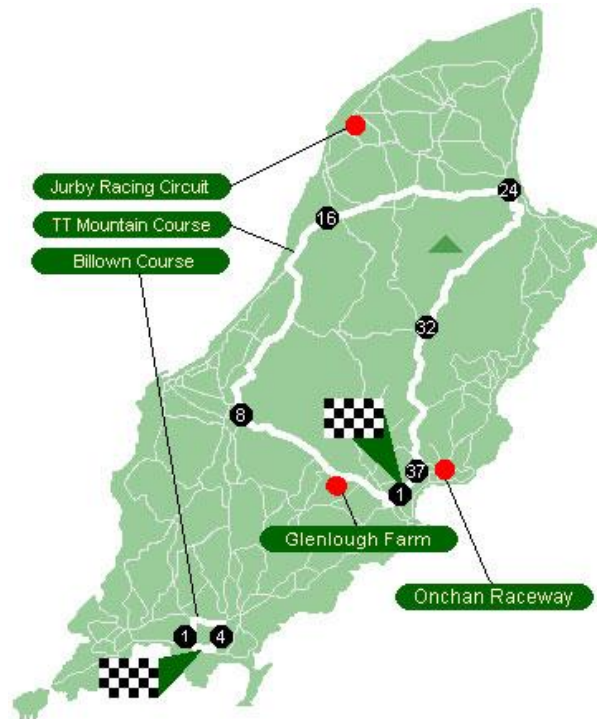 Jurby Racing Circuit
24
TT Mountain Course
16
Billown Course
32
8
37
1
Glenlough Farm
Onchan Raceway
1
4